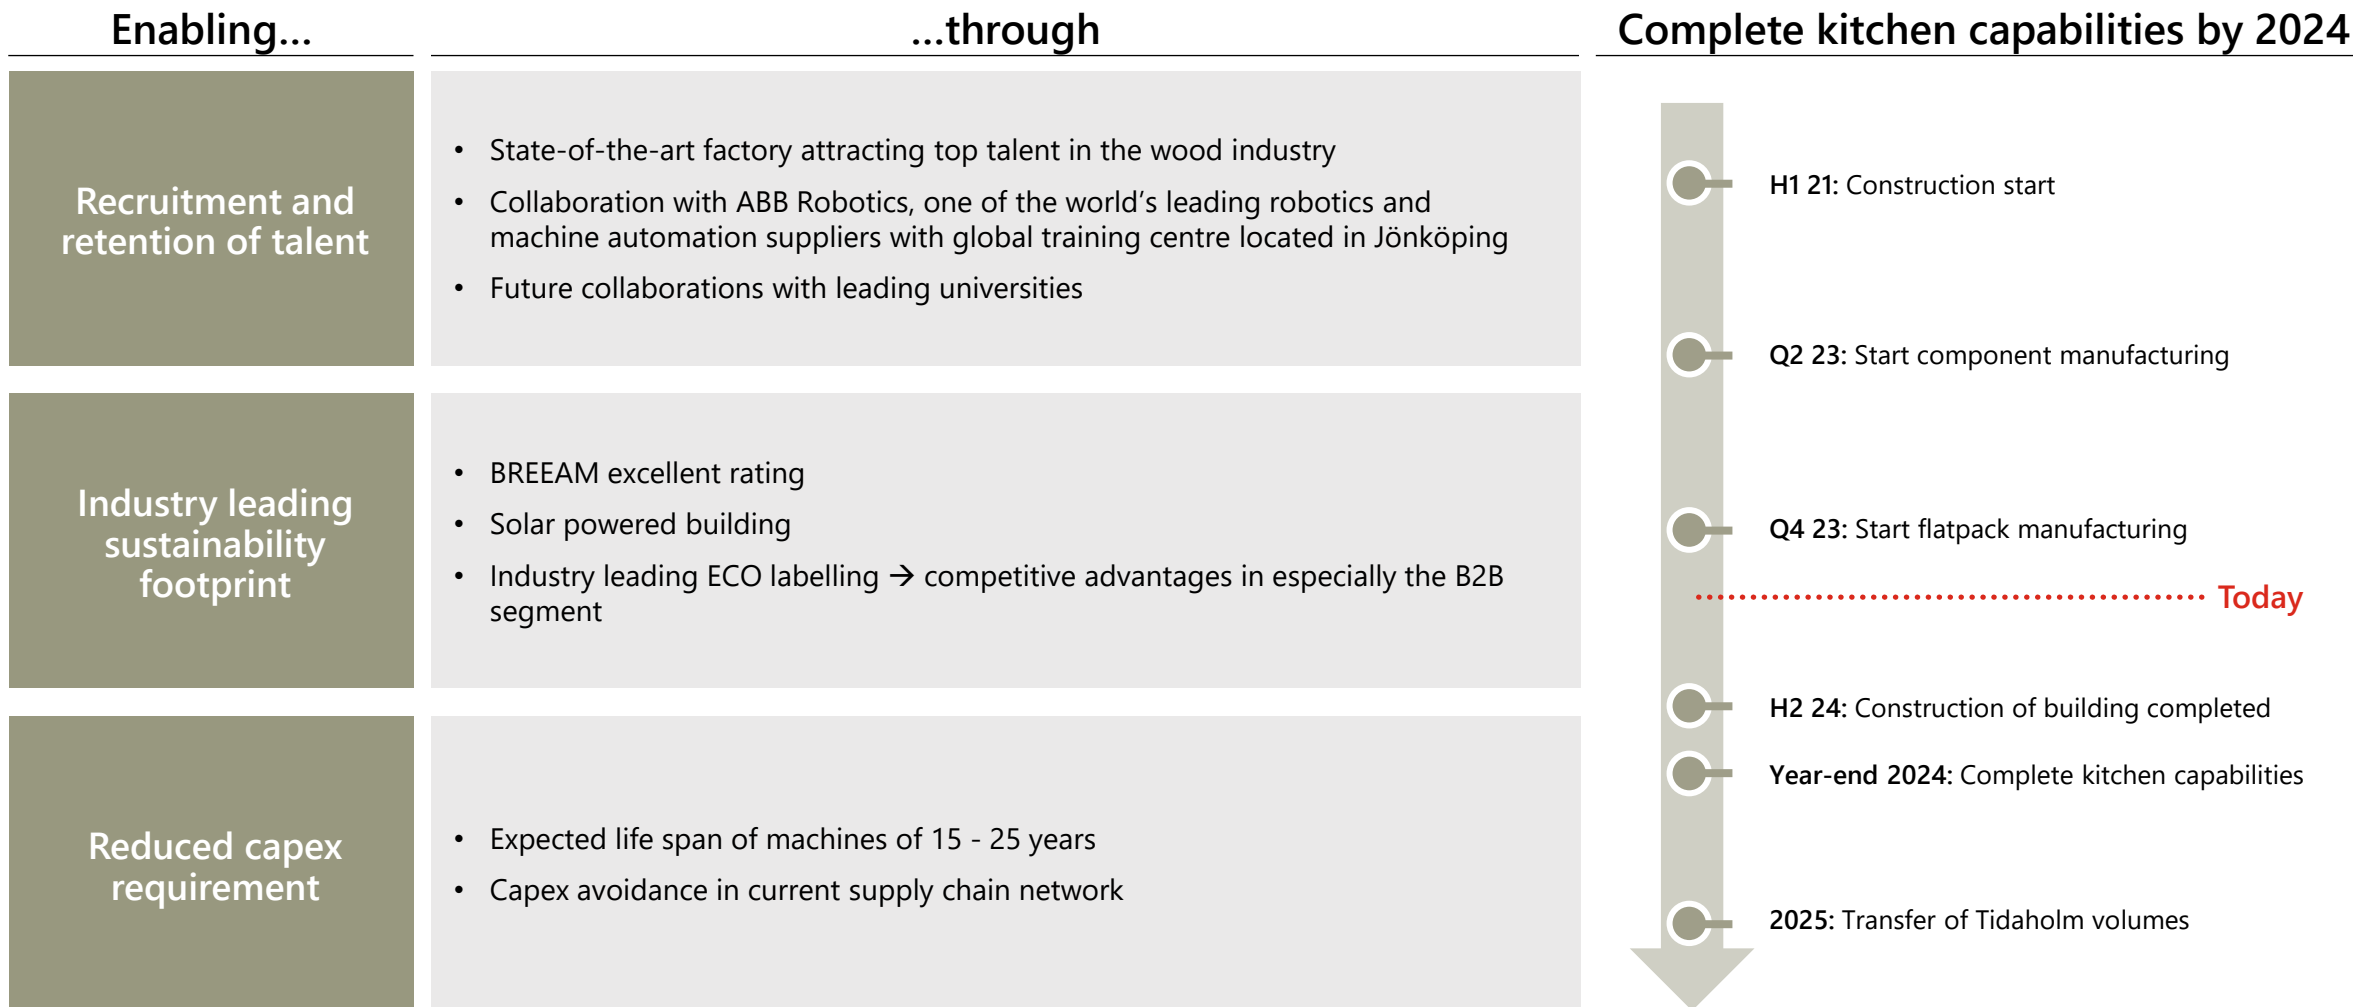 Enabling…
…through
Complete kitchen capabilities by 2024
Recruitment and
retention of talent
• State-of-the-art factory attracting top talent in the wood industry
• Collaboration with ABB Robotics, one of the world’s leading robotics and
machine automation suppliers with global training centre located in Jönköping
• Future collaborations with leading universities
Industry leading
sustainability
footprint
• BREEAM excellent rating
• Solar powered building
• Industry leading ECO labelling → competitive advantages in especially the B2B
segment
Reduced capex
requirement
• Expected life span of machines of 15 - 25 years
• Capex avoidance in current supply chain network
H1 21: Construction start
Q2 23: Start component manufacturing
Q4 23: Start flatpack manufacturing
Today
H2 24: Construction of building completed
Year-end 2024: Complete kitchen capabilities
2025: Transfer of Tidaholm volumes